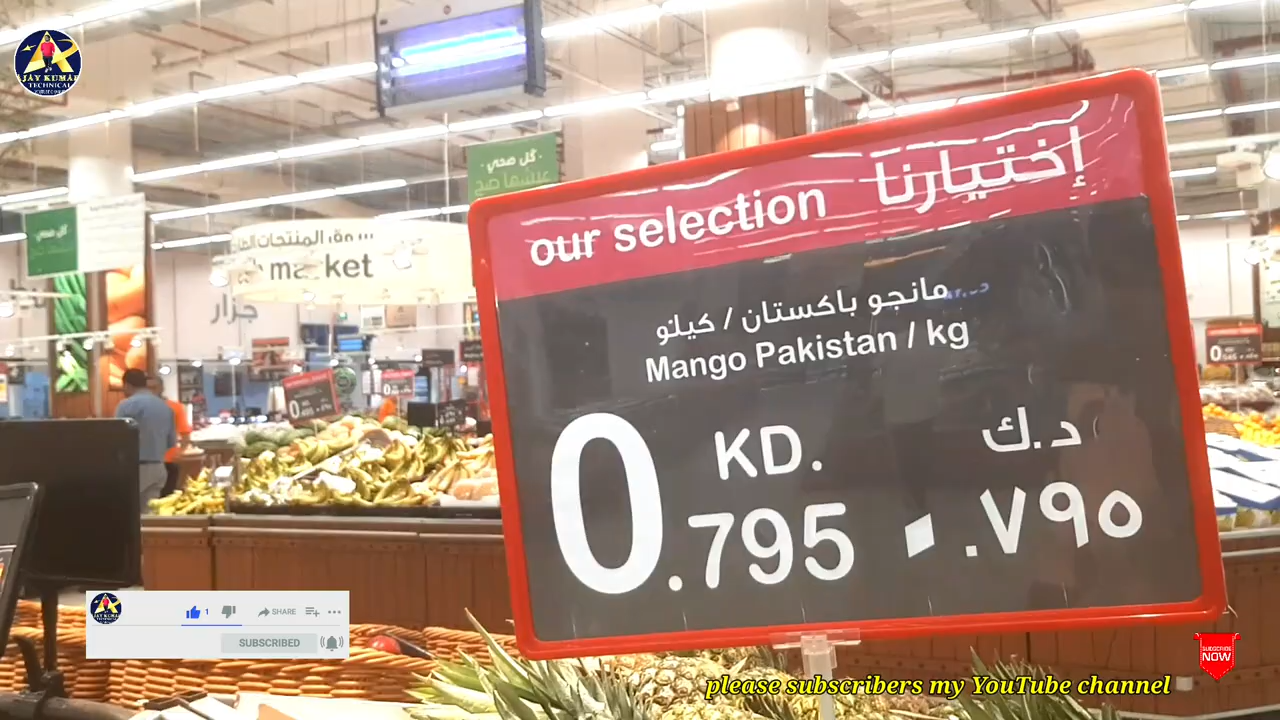 JAY KUMAR
TECHNICAL
كل صحي
عيشها صح
our selection إختيارنا
مانجو باكستان / كيلو
Mango Pakistan / kg
0.795 KD.
د.ك
٠.٧٩٥
market
جزار
1
SHARE
SUBSCRIBED
SUBSCRIBE
NOW
please subscribers my YouTube channel